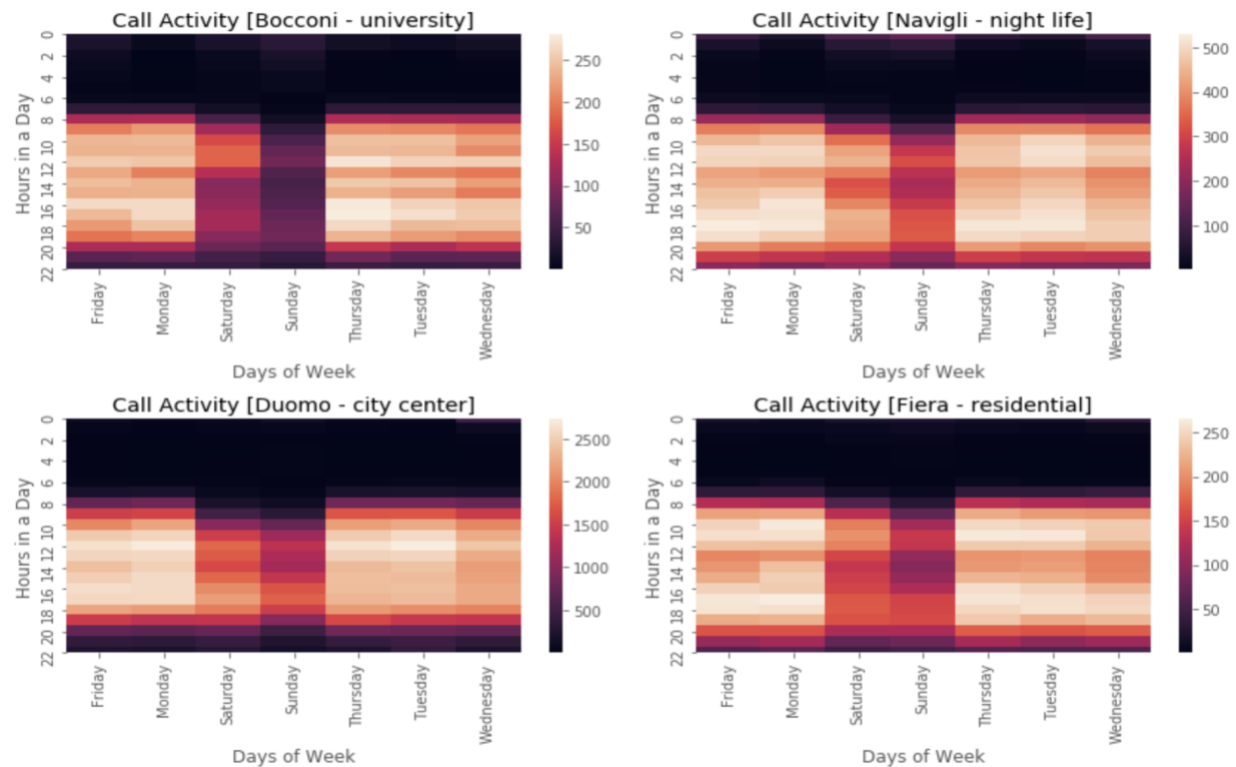 Call Activity [Bocconi - university]
Hours in a Day
0
2
4
6
8
10
12
14
16
18
20
22
Friday
Monday
Saturday
Sunday
Thursday
Tuesday
Wednesday
Days of Week
250
200
150
100
50
Call Activity [Navigli - night life]
Hours in a Day
0
2
4
6
8
10
12
14
16
18
20
22
Friday
Monday
Saturday
Sunday
Thursday
Tuesday
Wednesday
Days of Week
500
400
300
200
100
Call Activity [Duomo - city center]
Hours in a Day
0
2
4
6
8
10
12
14
16
18
20
22
Friday
Monday
Saturday
Sunday
Thursday
Tuesday
Wednesday
Days of Week
2500
2000
1500
1000
500
Call Activity [Fiera - residential]
Hours in a Day
0
2
4
6
8
10
12
14
16
18
20
22
Friday
Monday
Saturday
Sunday
Thursday
Tuesday
Wednesday
Days of Week
250
200
150
100
50